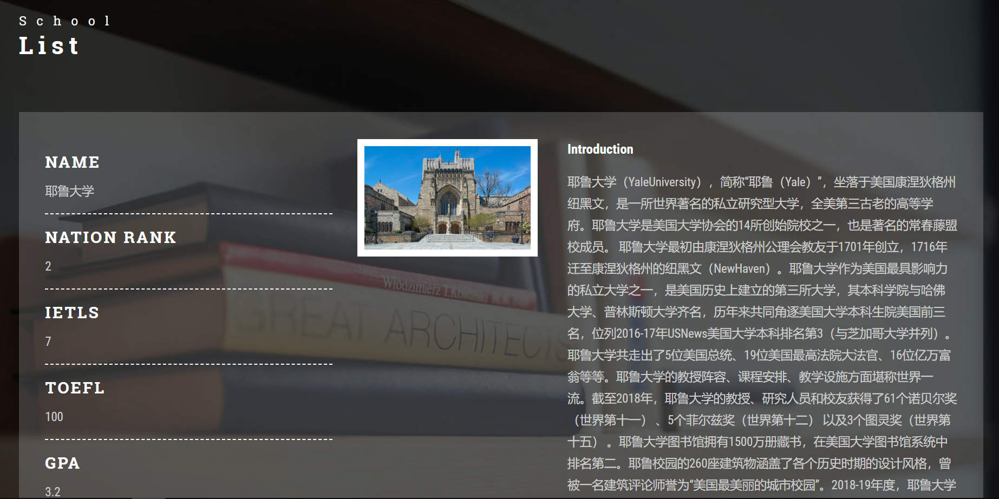 School
List
NAME
耶鲁大学
NATION RANK
2
IETLS
7
TOEFL
100
GPA
3.2
Włodzimierz
GREAT ARCHITECTS
Introduction
耶鲁大学（YaleUniversity），简称“耶鲁（Yale）”，坐落于美国康涅狄格州
纽黑文，是一所世界著名的私立研究型大学，全美第三古老的高等学
府。耶鲁大学是美国大学协会的14所创始院校之一，也是著名的常春藤盟
校成员。 耶鲁大学最初由康涅狄格州公理会教友于1701年创立，1716年
迁至康涅狄格州的纽黑文（NewHaven）。耶鲁大学作为美国最具影响力
的私立大学之一，是美国历史上建立的第三所大学，其本科学院与哈佛
大学、普林斯顿大学齐名，历年来共同角逐美国大学本科生院美国前三
名，位列2016-17年USNews美国大学本科排名第3（与芝加哥大学并列）。
耶鲁大学共走出了5位美国总统、19位美国最高法院大法官、16位亿万富
翁等等。耶鲁大学的教授阵容、课程安排、教学设施方面堪称世界一
流。截至2018年，耶鲁大学的教授、研究人员和校友获得了61个诺贝尔奖
（世界第十一） 、5个菲尔兹奖（世界第十二） 以及3个图灵奖（世界第
十五） 。耶鲁大学图书馆拥有1500万册藏书，在美国大学图书馆系统中
排名第二。耶鲁校园的260座建筑物涵盖了各个历史时期的设计风格，曾
被一名建筑评论师誉为“美国最美丽的城市校园”。2018-19年度，耶鲁大学